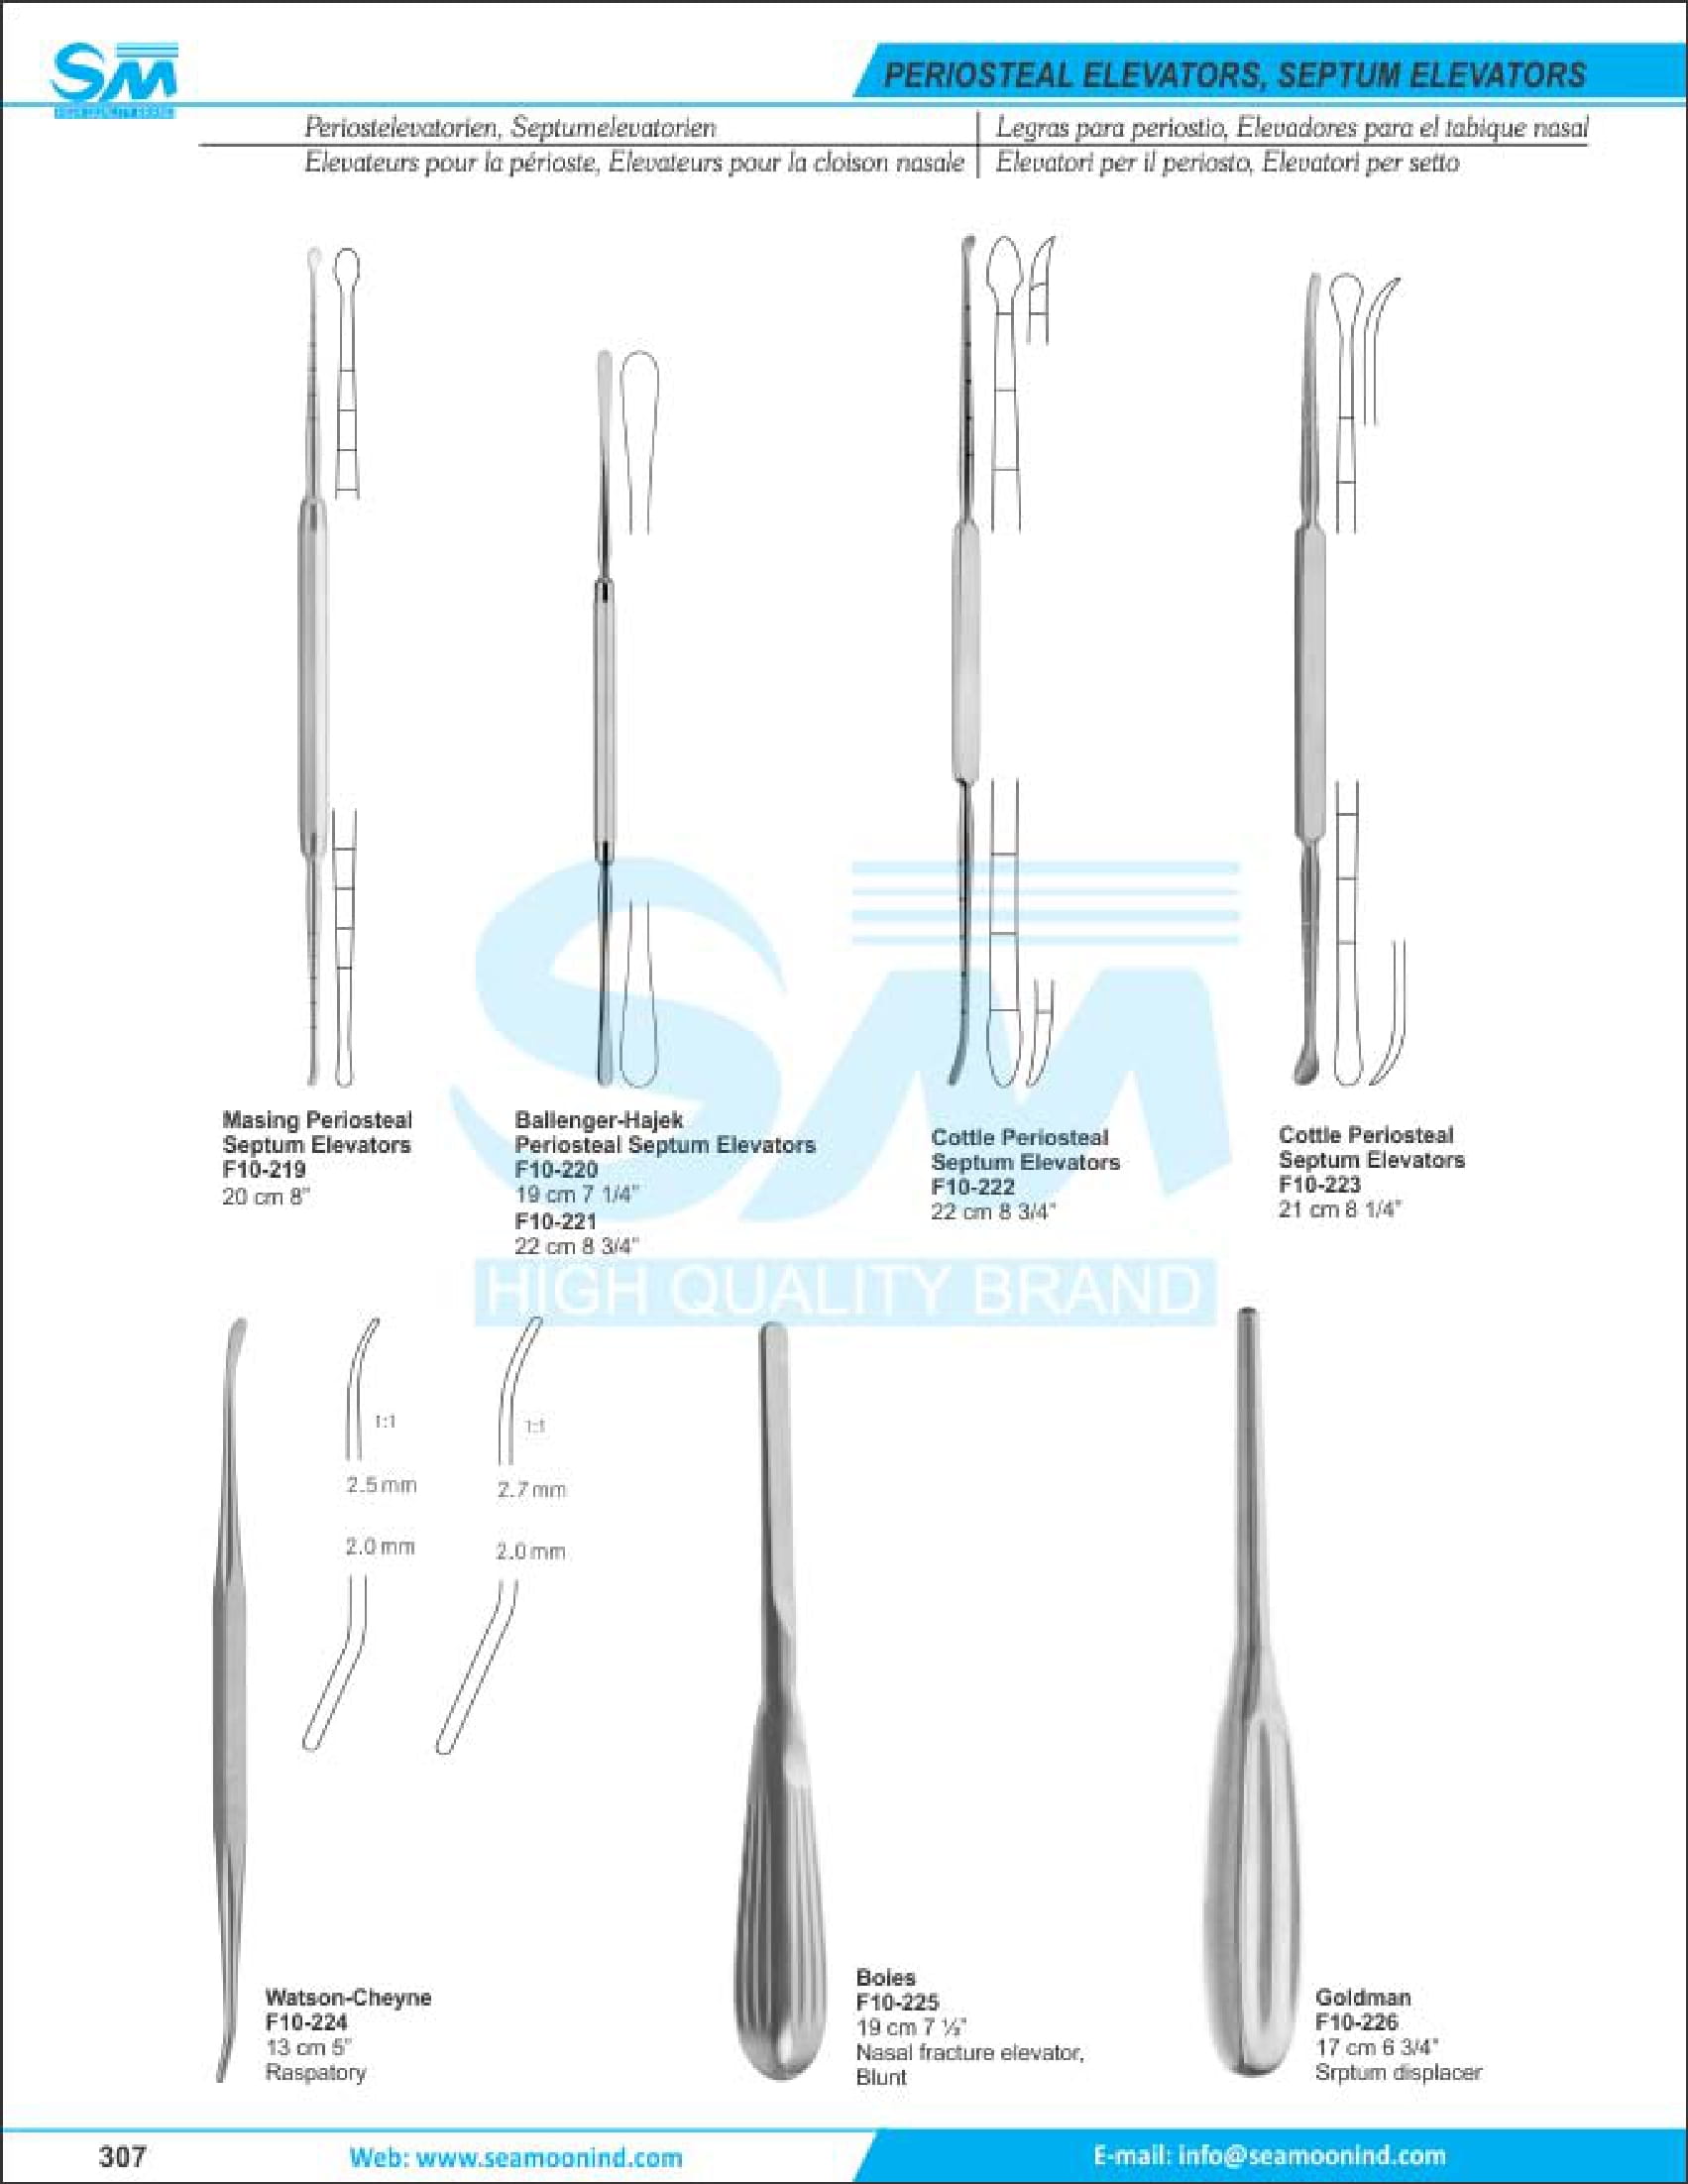 SM
HIGH QUALITY BRAND
PERIOSTEAL ELEVATORS, SEPTUM ELEVATORS
Periostelevatorien, Septumelevatorien
Legras para periostio, Elevadores para el tabique nasal
Elevateurs pour la périoste, Elevateurs pour la cloison nasale
Elevatori per il periosto, Elevatori per setto
Masing Periosteal
Septum Elevators
F10-219
20 cm 8"
Ballenger-Hajek
Periosteal Septum Elevators
F10-220
19 cm 7 1/4"
F10-221
22 cm 8 3/4"
Cottle Periosteal
Septum Elevators
F10-222
22 cm 8 3/4"
Cottle Periosteal
Septum Elevators
F10-223
21 cm 8 1/4"
SM
HIGH QUALITY BRAND
1:1
2.5 mm
2.0 mm
1:1
2.7 mm
2.0 mm
Watson-Cheyne
F10-224
13 cm 5"
Raspatory
Boies
F10-225
19 cm 7 ½"
Nasal fracture elevator,
Blunt
Goldman
F10-226
17 cm 6 3/4"
Srptum displacer
307
Web: www.seamoonind.com
E-mail: info@seamoonind.com